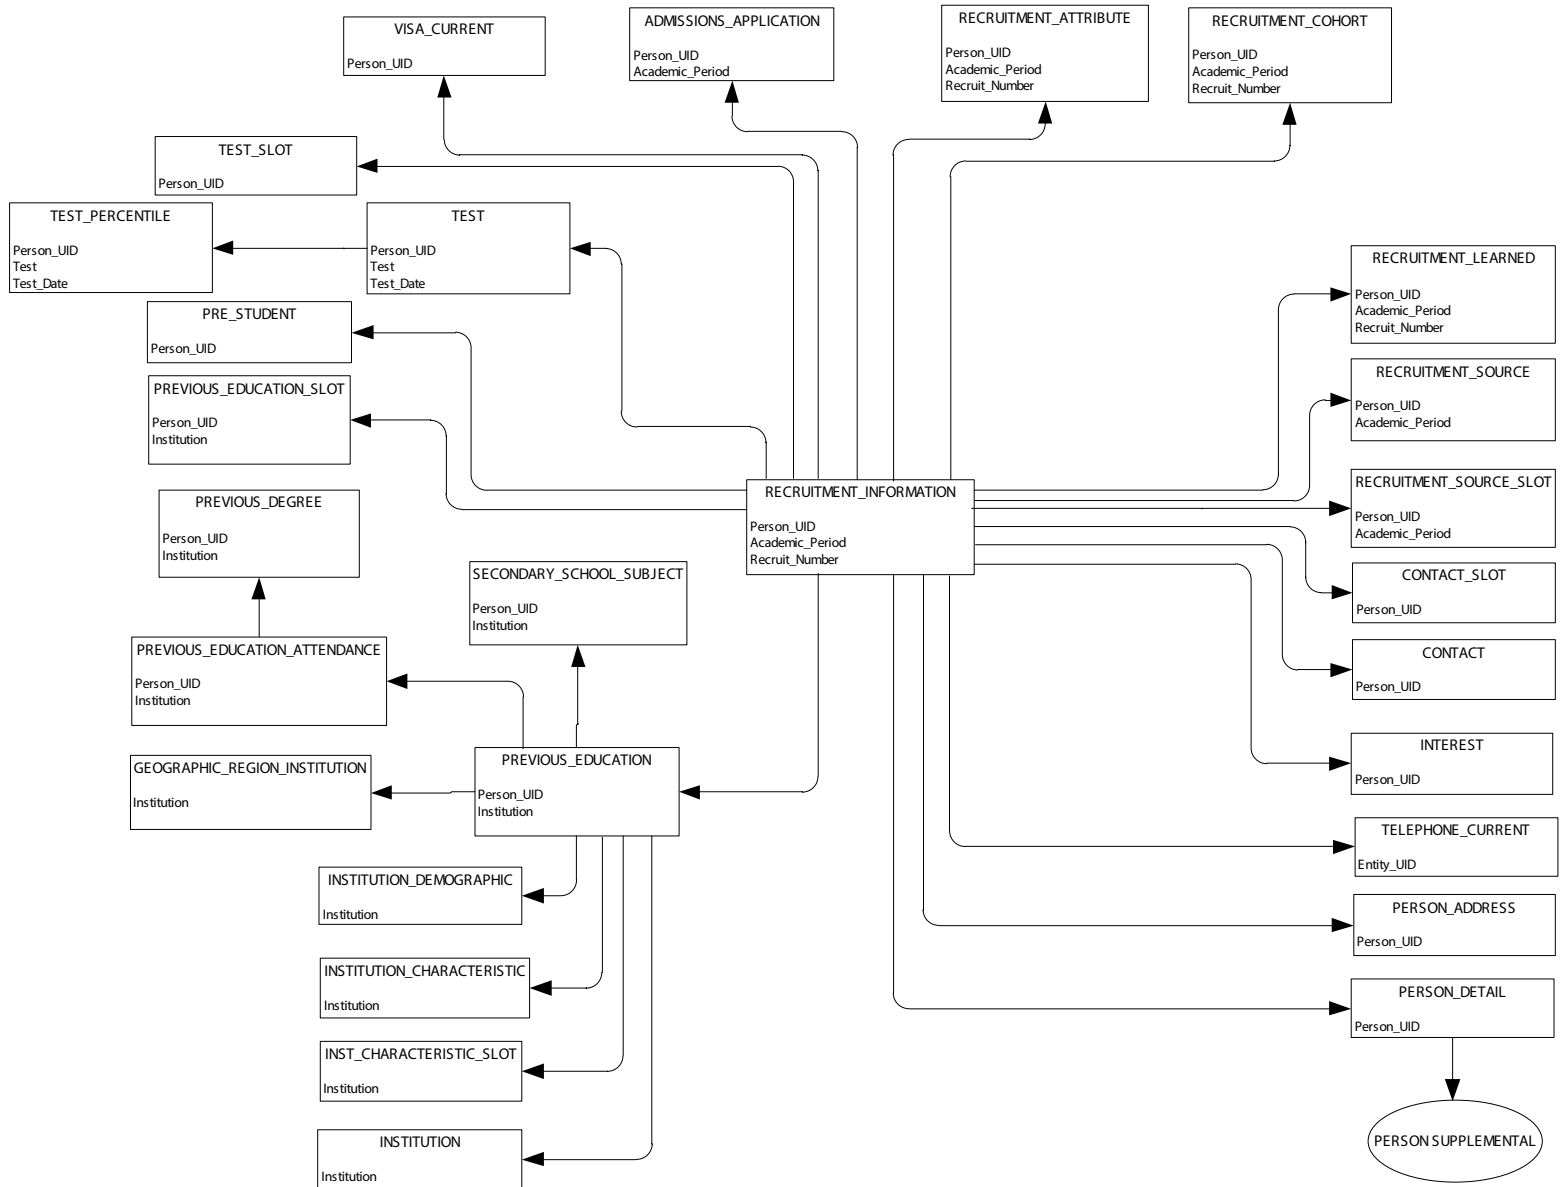 VISA_CURRENT
Person_UID
ADMISSIONS_APPLICATION
Person_UID
Academic_Period
RECRUITMENT_ATTRIBUTE
Person_UID
Academic_Period
Recruit_Number
RECRUITMENT_COHORT
Person_UID
Academic_Period
Recruit_Number
TEST_SLOT
Person_UID
TEST_PERCENTILE
Person_UID
Test
Test_Date
TEST
Person_UID
Test
Test_Date
RECRUITMENT_LEARNED
Person_UID
Academic_Period
Recruit_Number
PRE_STUDENT
Person_UID
RECRUITMENT_SOURCE
Person_UID
Academic_Period
PREVIOUS_EDUCATION_SLOT
Person_UID
Institution
RECRUITMENT_SOURCE_SLOT
Person_UID
Academic_Period
RECRUITMENT_INFORMATION
Person_UID
Academic_Period
Recruit_Number
PREVIOUS_DEGREE
Person_UID
Institution
SECONDARY_SCHOOL_SUBJECT
Person_UID
Institution
CONTACT_SLOT
Person_UID
PREVIOUS_EDUCATION_ATTENDANCE
Person_UID
Institution
CONTACT
Person_UID
INTEREST
Person_UID
GEOGRAPHIC_REGION_INSTITUTION
Institution
PREVIOUS_EDUCATION
Person_UID
Institution
TELEPHONE_CURRENT
Entity_UID
INSTITUTION_DEMOGRAPHIC
Institution
PERSON_ADDRESS
Person_UID
INSTITUTION_CHARACTERISTIC
Institution
PERSON_DETAIL
Person_UID
INST_CHARACTERISTIC_SLOT
Institution
INSTITUTION
Institution
PERSON SUPPLEMENTAL